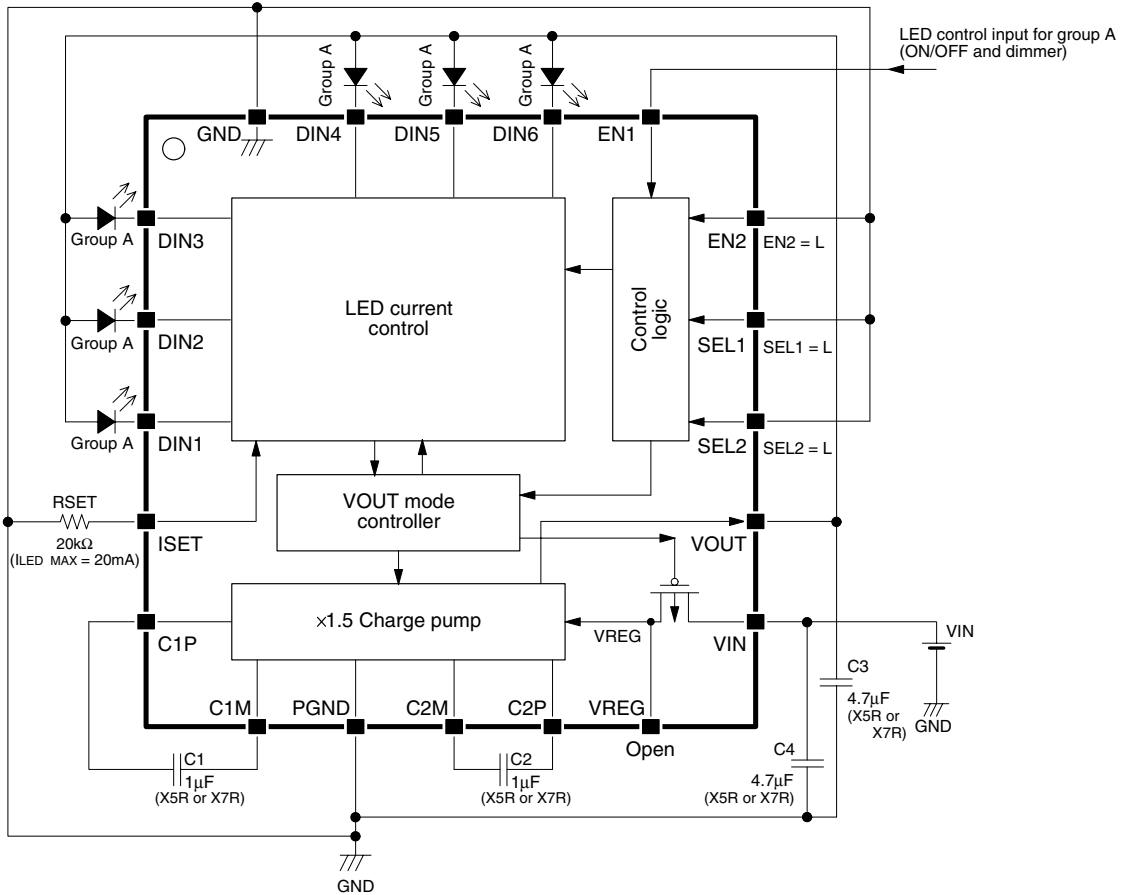 LED control input for group A
(ON/OFF and dimmer)
Group A
Group A
Group A
GND
DIN4
DIN5
DIN6
EN1
Group A
DIN3
EN2
EN2 = L
LED current
control
Control
logic
Group A
DIN2
SEL1
SEL1 = L
Group A
DIN1
SEL2
SEL2 = L
RSET
20kΩ
(ILED MAX = 20mA)
ISET
VOUT mode
controller
VOUT
×1.5 Charge pump
VREG
C1P
VIN
VIN
GND
C1M
PGND
C2M
C2P
VREG
Open
C3
4.7μF
(X5R or
X7R)
C1
1μF
(X5R or X7R)
C2
1μF
(X5R or X7R)
C4
4.7μF
(X5R or X7R)
GND